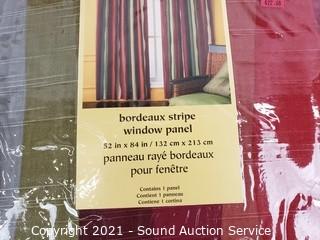 bordeaux stripe
window panel
52 in x 84 in / 132 cm x 213 cm
panneau rayé bordeaux
pour fenêtre
Contains 1 panel
Contient 1 panneau
Contiene 1 cortina
Copyright 2021 - Sound Auction Service